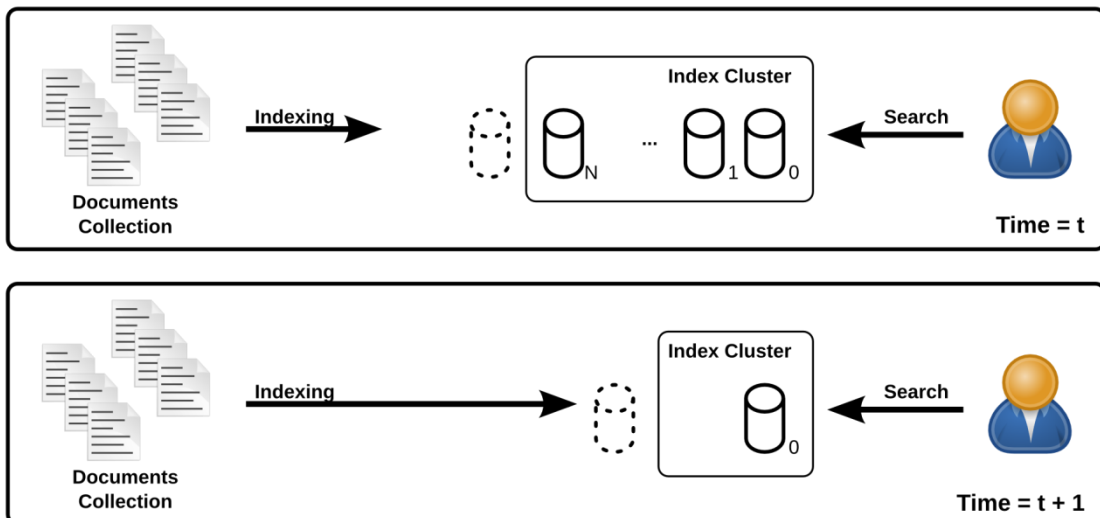 Index Cluster
Indexing
Search
N
...
1
0
Documents
Collection
Time = t
Index Cluster
Indexing
Search
0
Documents
Collection
Time = t + 1